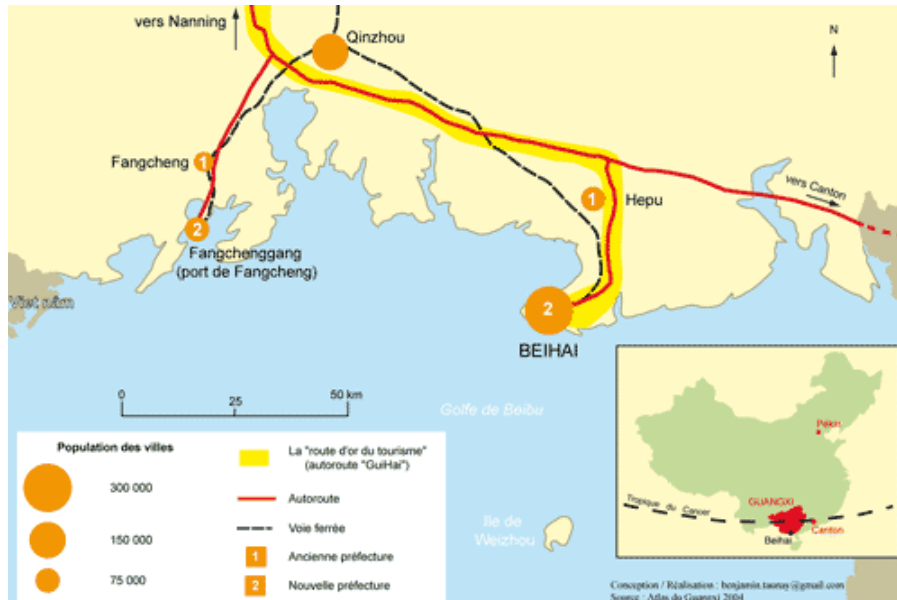 vers Nanning
Qinzhou
N
Fangcheng
1
vers Canton
1
Hepu
2
Fangchenggang
(port de Fangcheng)
Viet nâm
2
BEIHAI
0
25
50 km
Golfe de Beibu
Ile de
Weizhou
Population des villes
300 000
150 000
75 000
La "route d'or du tourisme"
(autoroute "GuiHai")
Autoroute
Voie ferrée
1
Ancienne préfecture
2
Nouvelle préfecture
Pékin
GUANGXI
Tropique du Cancer
Canton
Beihai
Conception / Réalisation : benjamin.taunay@gmail.com
Source : Atlas du Guangxi 2004